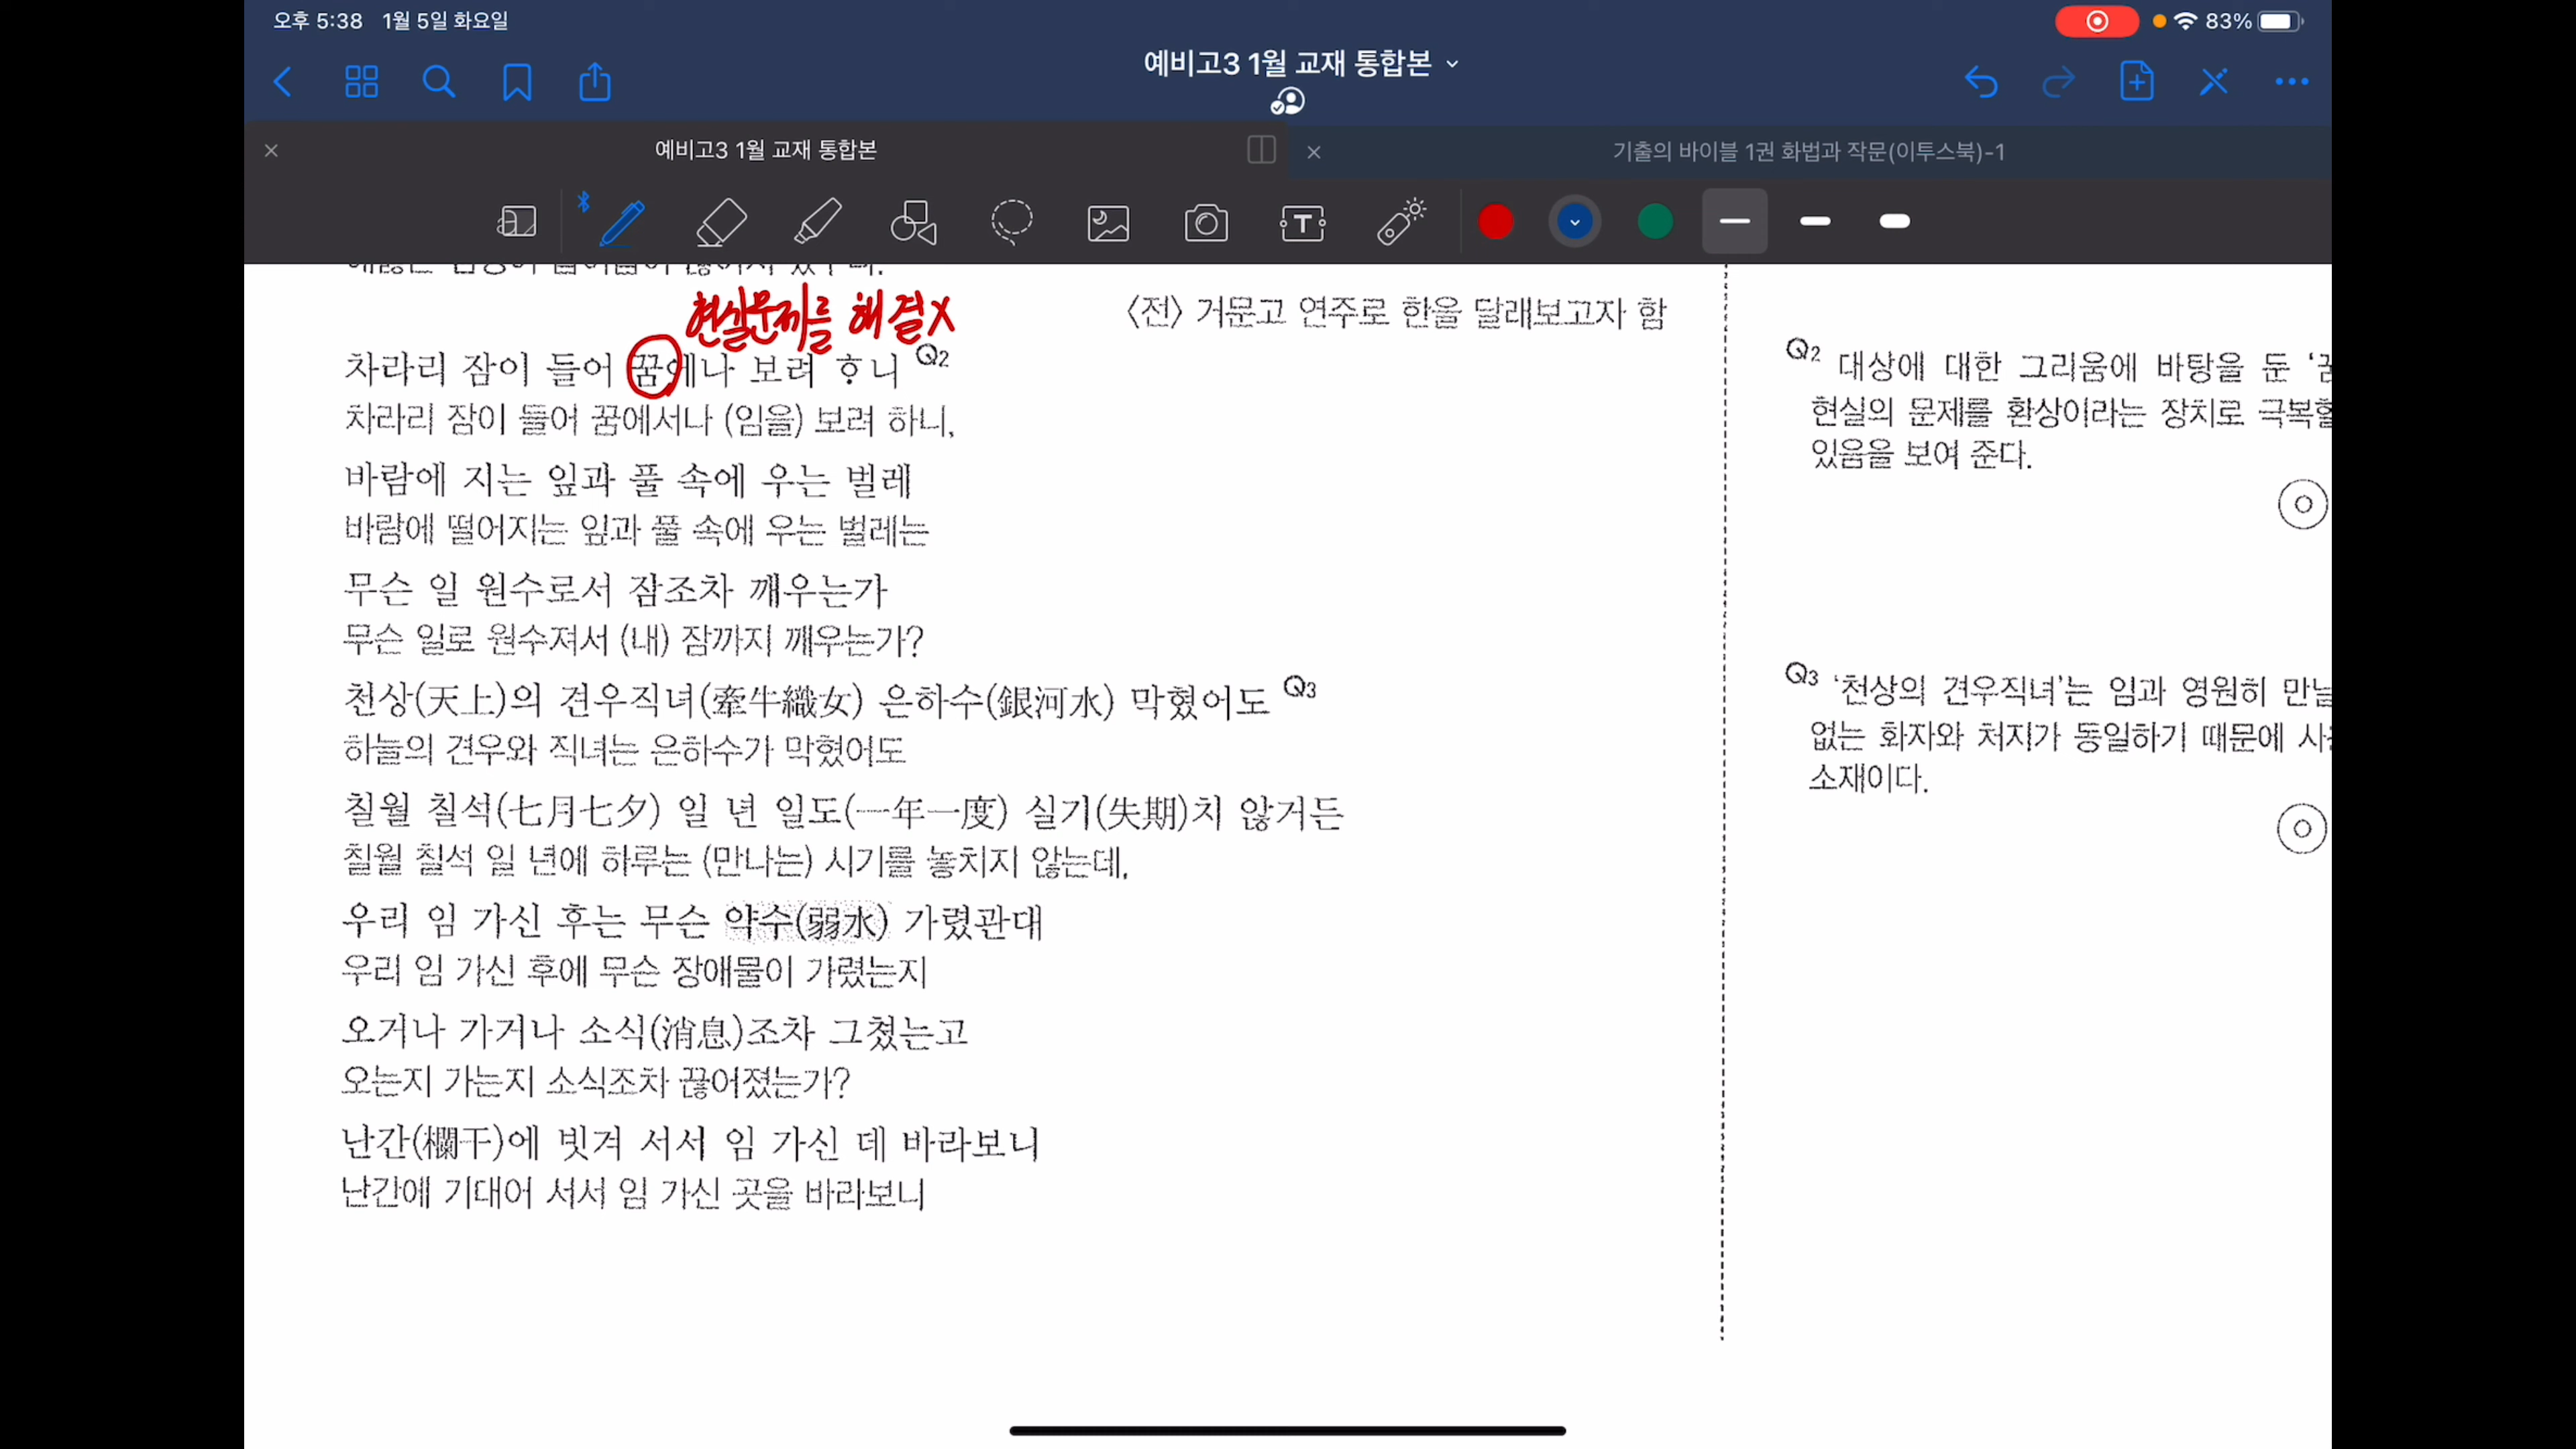 오후 5:38 1월 5일 화요일
83%
예비고3 1월 교재 통합본
예비고3 1월 교재 통합본
기출의 바이블 1권 화법과 작문(이투스북)-1
현실문제를 해결X
〈전〉 거문고 연주로 한을 달래보고자 함
차라리 잠이 들어 꿈에나 보려 ᄒᆞ니 Q2
차라리 잠이 들어 꿈에서나 (임을) 보려 하니,
바람에 지는 잎과 풀 속에 우는 벌레
바람에 떨어지는 잎과 풀 속에 우는 벌레는
무슨 일 원수로서 잠조차 깨우는가
무슨 일로 원수져서 (내) 잠까지 깨우는가?
천상(天上)의 견우직녀(牽牛織女) 은하수(銀河水) 막혔어도 Q3
하늘의 견우와 직녀는 은하수가 막혔어도
칠월 칠석(七月七夕) 일 년 일도(一年一度) 실기(失期)치 않거든
칠월 칠석 일 년에 하루는 (만나는) 시기를 놓치지 않는데,
우리 임 가신 후는 무슨 약수(弱水) 가렸관대
우리 임 가신 후에 무슨 장애물이 가렸는지
오거나 가거나 소식(消息)조차 그쳤는고
오는지 가는지 소식조차 끊어졌는가?
난간(欄干)에 빗겨 서서 임 가신 데 바라보니
난간에 기대어 서서 임 가신 곳을 바라보니
Q2 대상에 대한 그리움에 바탕을 둔 '
현실의 문제를 환상이라는 장치로
있음을 보여 준다.
Q3 '천상의 견우직녀'는 임과 영원히 만날
없는 화자와 처지가 동일하기 때문에
소재이다.